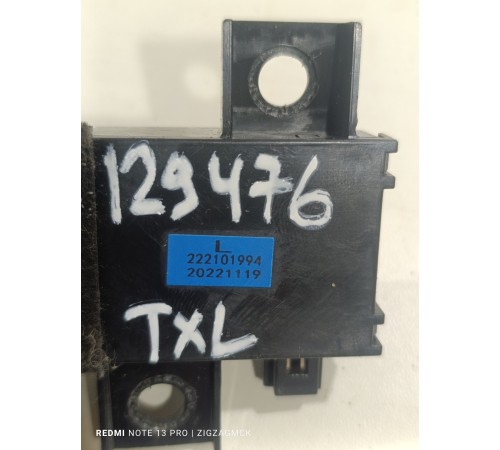 129476
L
222101994
20221119
TXL
REDMI NOTE 13 PRO | ZIGZAGMCK